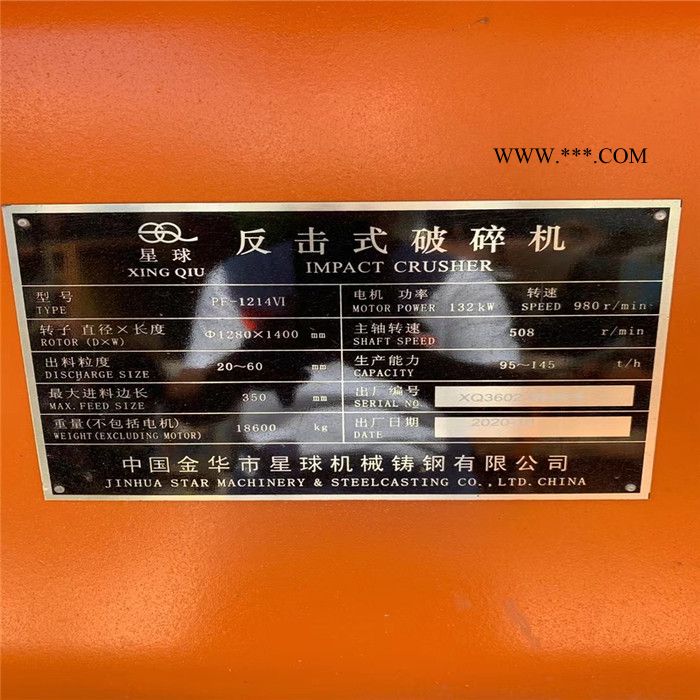 WWW.***.COM
星球
XING QIU
反击式破碎机
IMPACT CRUSHER
型号
TYPE
PF-1214VI
电机 功率
MOTOR POWER 132kW
转速
SPEED 980r/min
转子 直径×长度
ROTOR (D×W)
Φ1280×1400 mm
主轴转速
SHAFT SPEED
508 r/min
出料粒度
DISCHARGE SIZE
20~60 mm
生产能力
CAPACITY
95-145 t/h
最大进料边长
MAX. FEED SIZE
350 mm
出厂编号
SERIAL NO
重量(不包括电机)
WEIGHT(EXCLUDING MOTOR)
18600 kg
出厂日期
DATE
中国金华市星球机械铸钢有限公司
JINHUA STAR MACHINERY & STEELCASTING CO.,LTD.CHINA